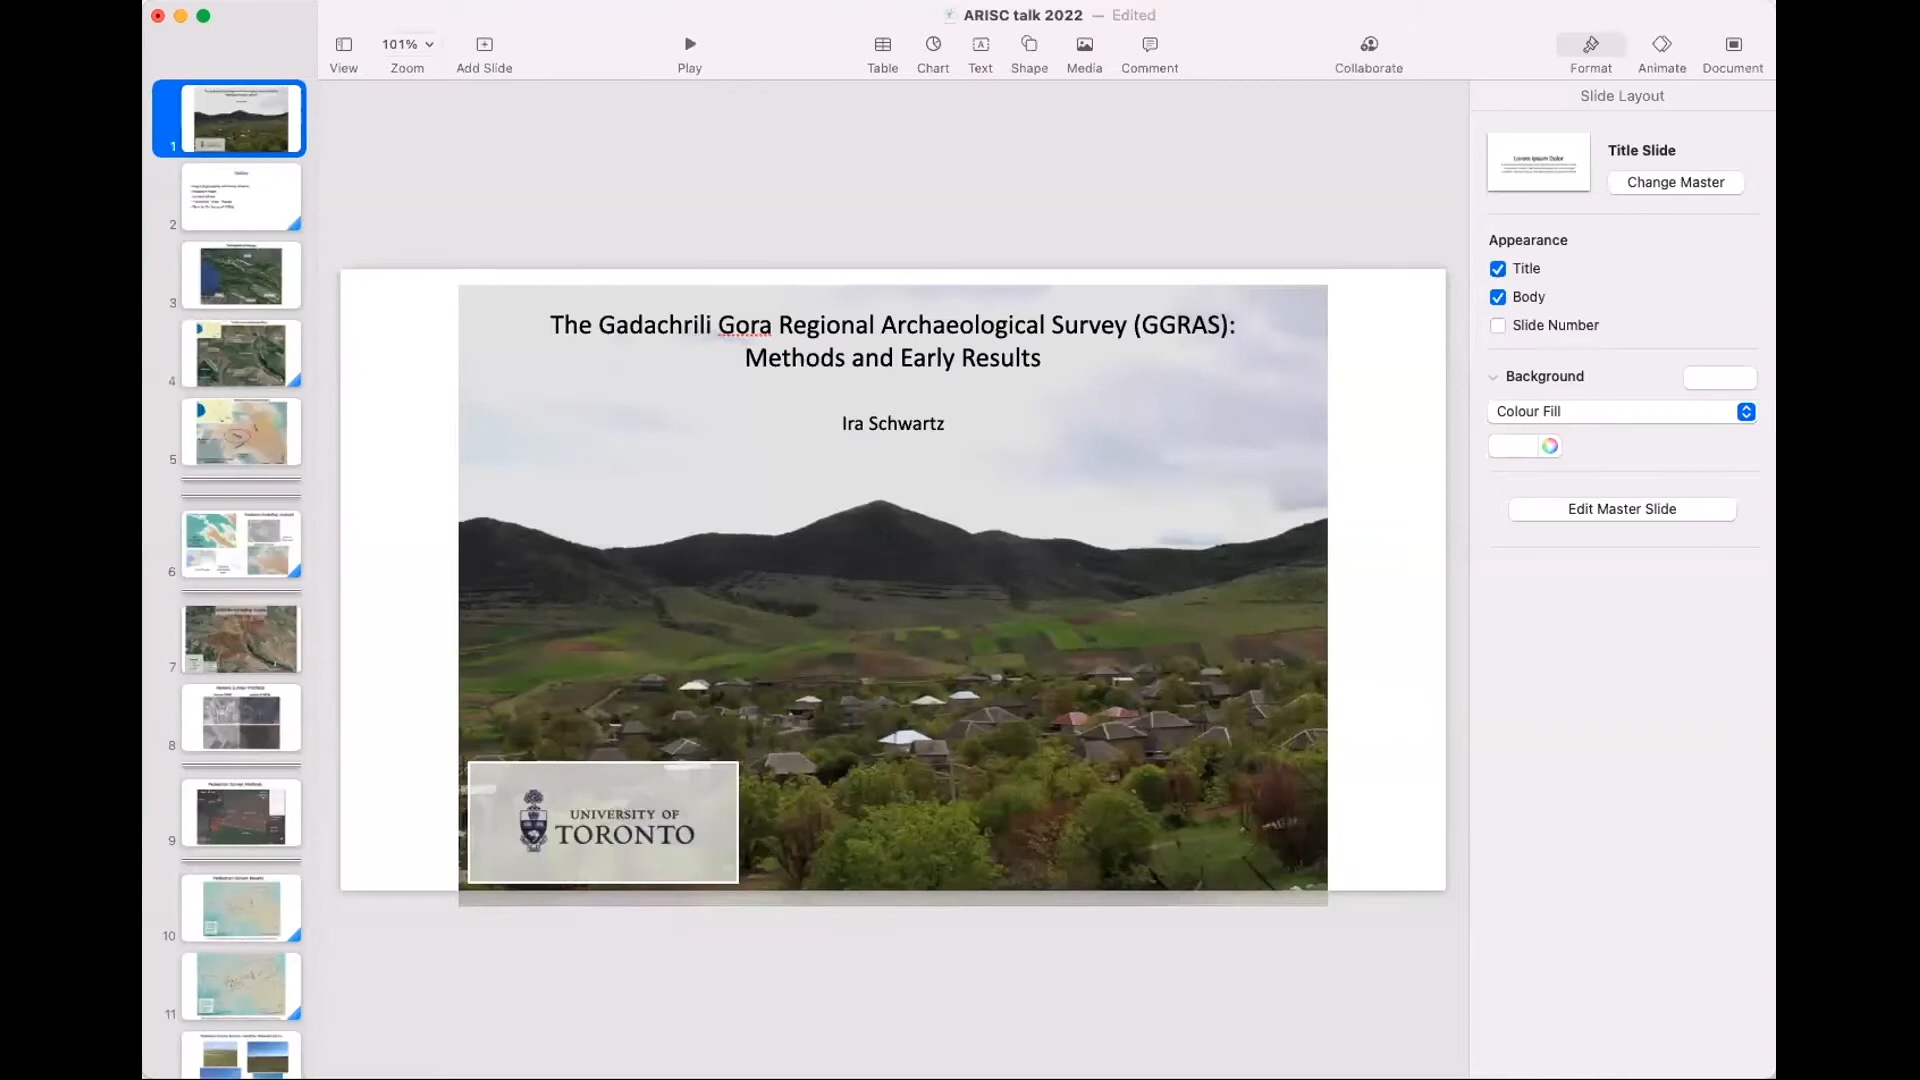 ARISC talk 2022 — Edited
101%
View
Zoom
Add Slide
Play
Table
Chart
Text
Shape
Media
Comment
Collaborate
Format
Animate
Document
Slide Layout
Lorem Ipsum Dolor
Title Slide
Change Master
Appearance
Title
Body
Slide Number
Background
Colour Fill
Edit Master Slide
1
2
3
4
5
6
7
8
9
10
11
The Gadachrili Gora Regional Archaeological Survey (GGRAS):
Methods and Early Results
Ira Schwartz
UNIVERSITY OF
TORONTO